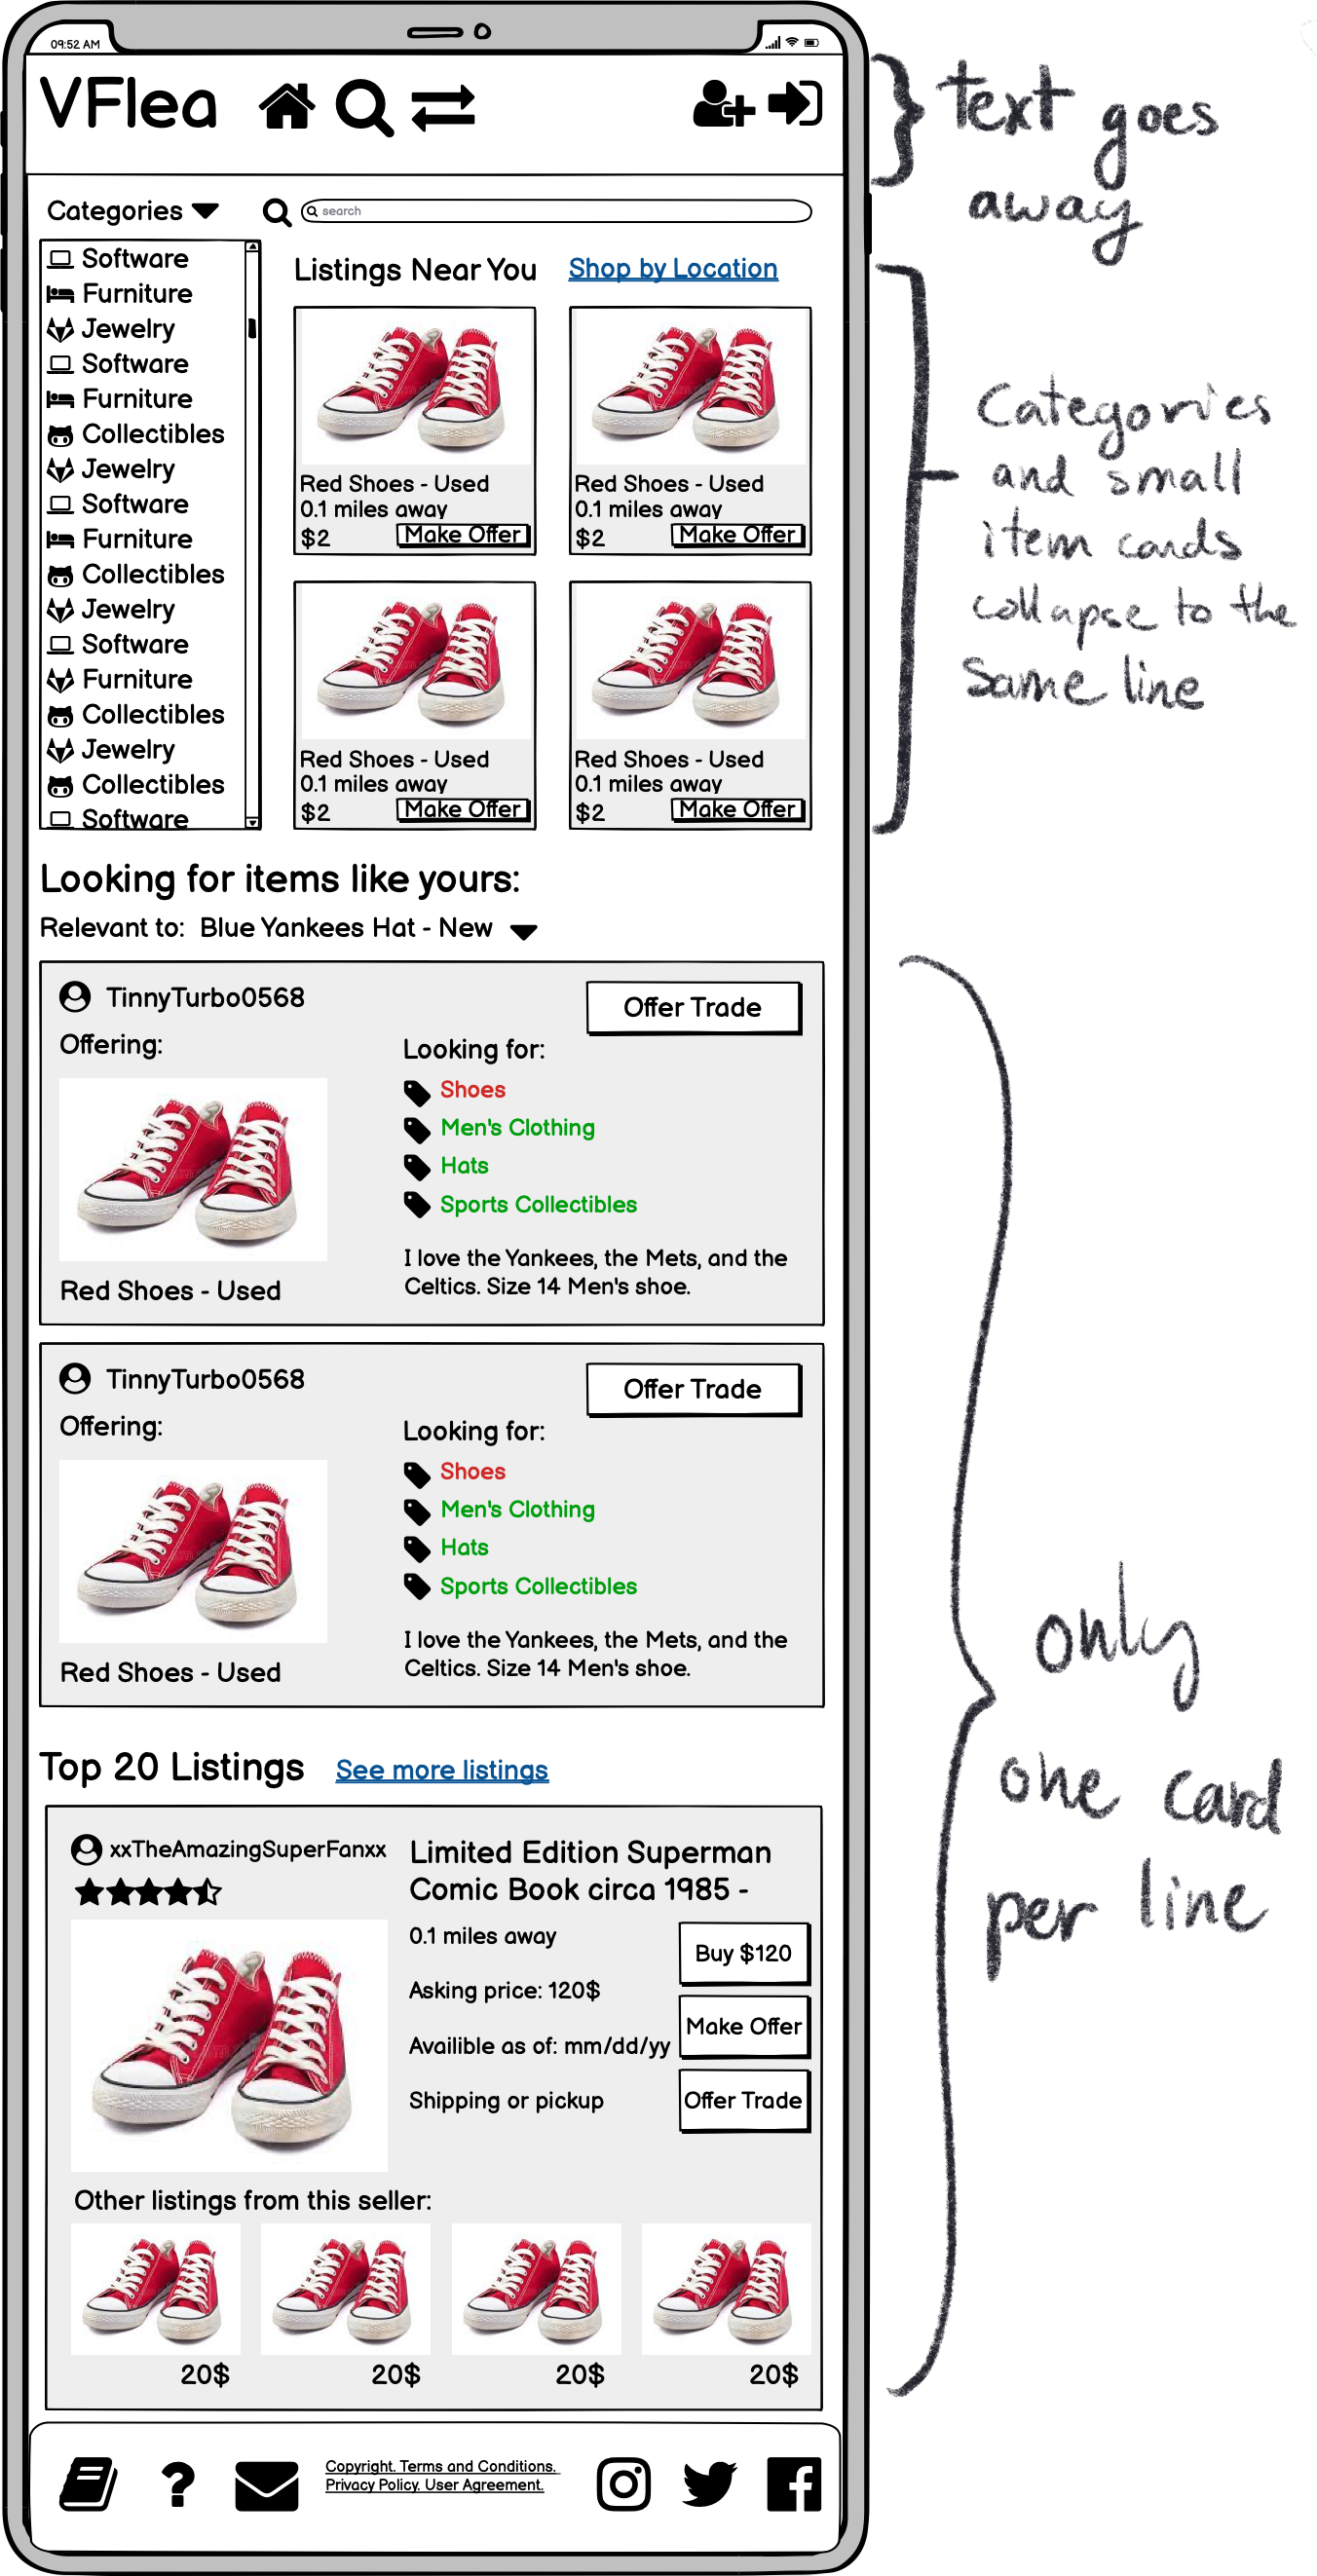 09:52 AM
VFlea
text goes
away
Categories
search
Software
Furniture
Jewelry
Software
Furniture
Collectibles
Jewelry
Software
Furniture
Collectibles
Jewelry
Software
Furniture
Collectibles
Jewelry
Collectibles
Software
Listings Near You Shop by Location
Red Shoes - Used
0.1 miles away
$2 Make Offer
Red Shoes - Used
0.1 miles away
$2 Make Offer
Red Shoes - Used
0.1 miles away
$2 Make Offer
Red Shoes - Used
0.1 miles away
$2 Make Offer
Categories
and small
item cards
collapse to the
same line
Looking for items like yours:
Relevant to: Blue Yankees Hat - New
TinnyTurbo0568
Offer Trade
Offering:
Red Shoes - Used
Looking for:
Shoes
Men's Clothing
Hats
Sports Collectibles
I love the Yankees, the Mets, and the
Celtics. Size 14 Men's shoe.
TinnyTurbo0568
Offer Trade
Offering:
Red Shoes - Used
Looking for:
Shoes
Men's Clothing
Hats
Sports Collectibles
I love the Yankees, the Mets, and the
Celtics. Size 14 Men's shoe.
only
one card
per line
Top 20 Listings See more listings
xxTheAmazingSuperFanxx
Limited Edition Superman
Comic Book circa 1985 -
0.1 miles away
Asking price: 120$
Availible as of: mm/dd/yy
Shipping or pickup
Buy $120
Make Offer
Offer Trade
Other listings from this seller:
20$ 20$ 20$ 20$
Copyright. Terms and Conditions.
Privacy Policy. User Agreement.